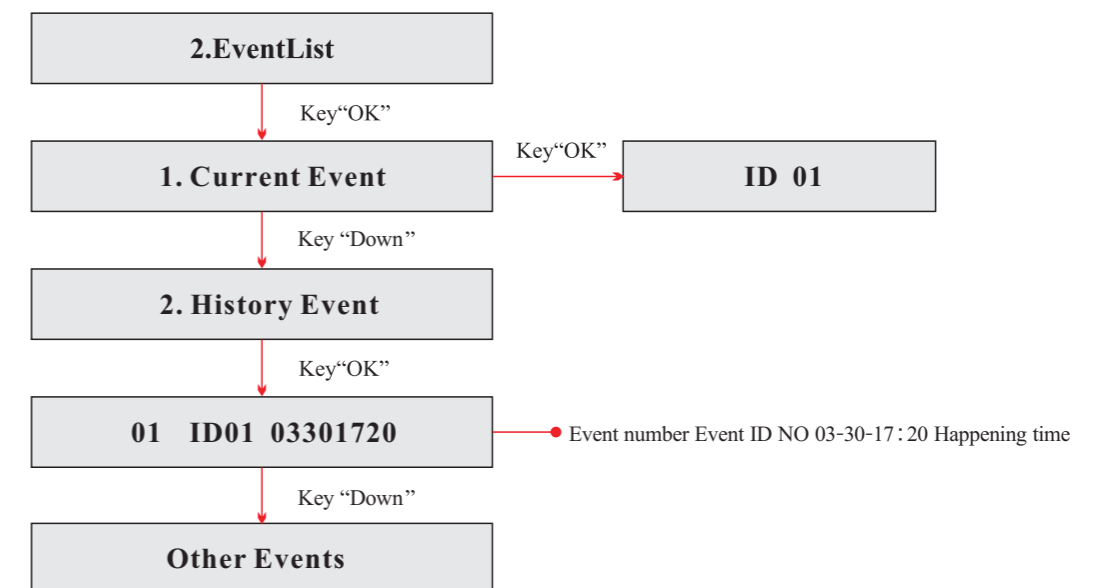 2.EventList
Key“OK”
1. Current Event
Key“OK”
ID 01
Key “Down”
2. History Event
Key“OK”
01 ID01 03301720
Event number Event ID NO 03-30-17:20 Happening time
Key “Down”
Other Events